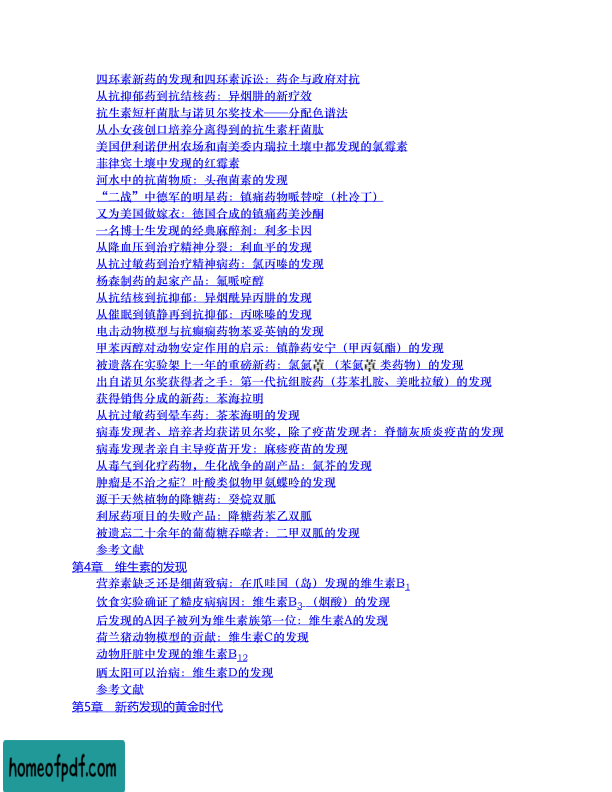 四环素新药的发现和四环素诉讼：药企与政府对抗
从抗抑郁药到抗结核药：异烟肼的新疗效
抗生素短杆菌肽与诺贝尔奖技术——分配色谱法
从小女孩创口培养分离得到的抗生素杆菌肽
美国伊利诺伊州农场和南美委内瑞拉土壤中都发现的氯霉素
菲律宾土壤中发现的红霉素
河水中的抗菌物质：头孢菌素的发现
“二战”中德军的明星药：镇痛药物哌替啶（杜冷丁）
又为美国做嫁衣：德国合成的镇痛药美沙酮
一名博士生发现的经典麻醉剂：利多卡因
从降血压到治疗精神分裂：利血平的发现
从抗过敏药到治疗精神病药：氯丙嗪的发现
杨森制药的起家产品：氟哌啶醇
从抗结核到抗抑郁：异烟酰异丙肼的发现
从催眠到镇静再到抗抑郁：丙咪嗪的发现
电击动物模型与抗癫痫药物苯妥英钠的发现
甲苯丙醇对动物安定作用的启示：镇静药安宁（甲丙氨酯）的发现
被遗落在实验架上一年的重磅新药：氯氮䓬（苯氮䓬类药物）的发现
出自诺贝尔奖获得者之手：第一代抗组胺药（芬苯扎胺、美吡拉敏）的发现
获得销售分成的新药：苯海拉明
从抗过敏药到晕车药：茶苯海明的发现
病毒发现者、培养者均获诺贝尔奖，除了疫苗发现者：脊髓灰质炎疫苗的发现
病毒发现者亲自主导疫苗开发：麻疹疫苗的发现
从毒气到化疗药物，生化战争的副产品：氮芥的发现
肿瘤是不治之症？叶酸类似物甲氨蝶呤的发现
源于天然植物的降糖药：癸烷双胍
利尿药项目的失败产品：降糖药苯乙双胍
被遗忘二十余年的葡萄糖吞噬者：二甲双胍的发现
参考文献
第4章　维生素的发现
营养素缺乏还是细菌致病：在爪哇国（岛）发现的维生素B1
饮食实验确证了糙皮病病因：维生素B3（烟酸）的发现
后发现的A因子被列为维生素族第一位：维生素A的发现
荷兰猪动物模型的贡献：维生素C的发现
动物肝脏中发现的维生素B12
晒太阳可以治病：维生素D的发现
参考文献
第5章　新药发现的黄金时代
homeofpdf.com